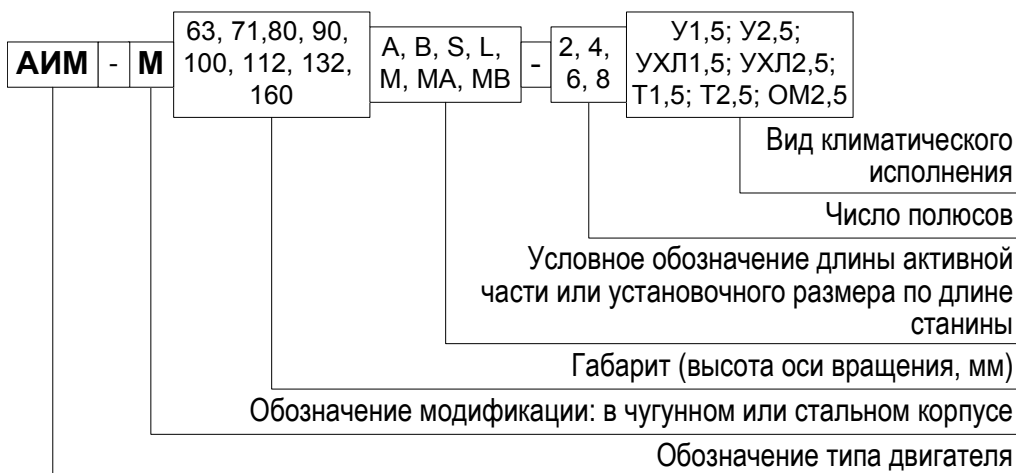 АИМ - М
63, 71,80, 90,
100, 112, 132,
160
A, B, S, L,
M, MA, MB
-
2, 4,
6, 8
У1,5; У2,5;
УХЛ1,5; УХЛ2,5;
Т1,5; Т2,5; ОМ2,5
Вид климатического
исполнения
Число полюсов
Условное обозначение длины активной
части или установочного размера по длине
станины
Габарит (высота оси вращения, мм)
Обозначение модификации: в чугунном или стальном корпусе
Обозначение типа двигателя